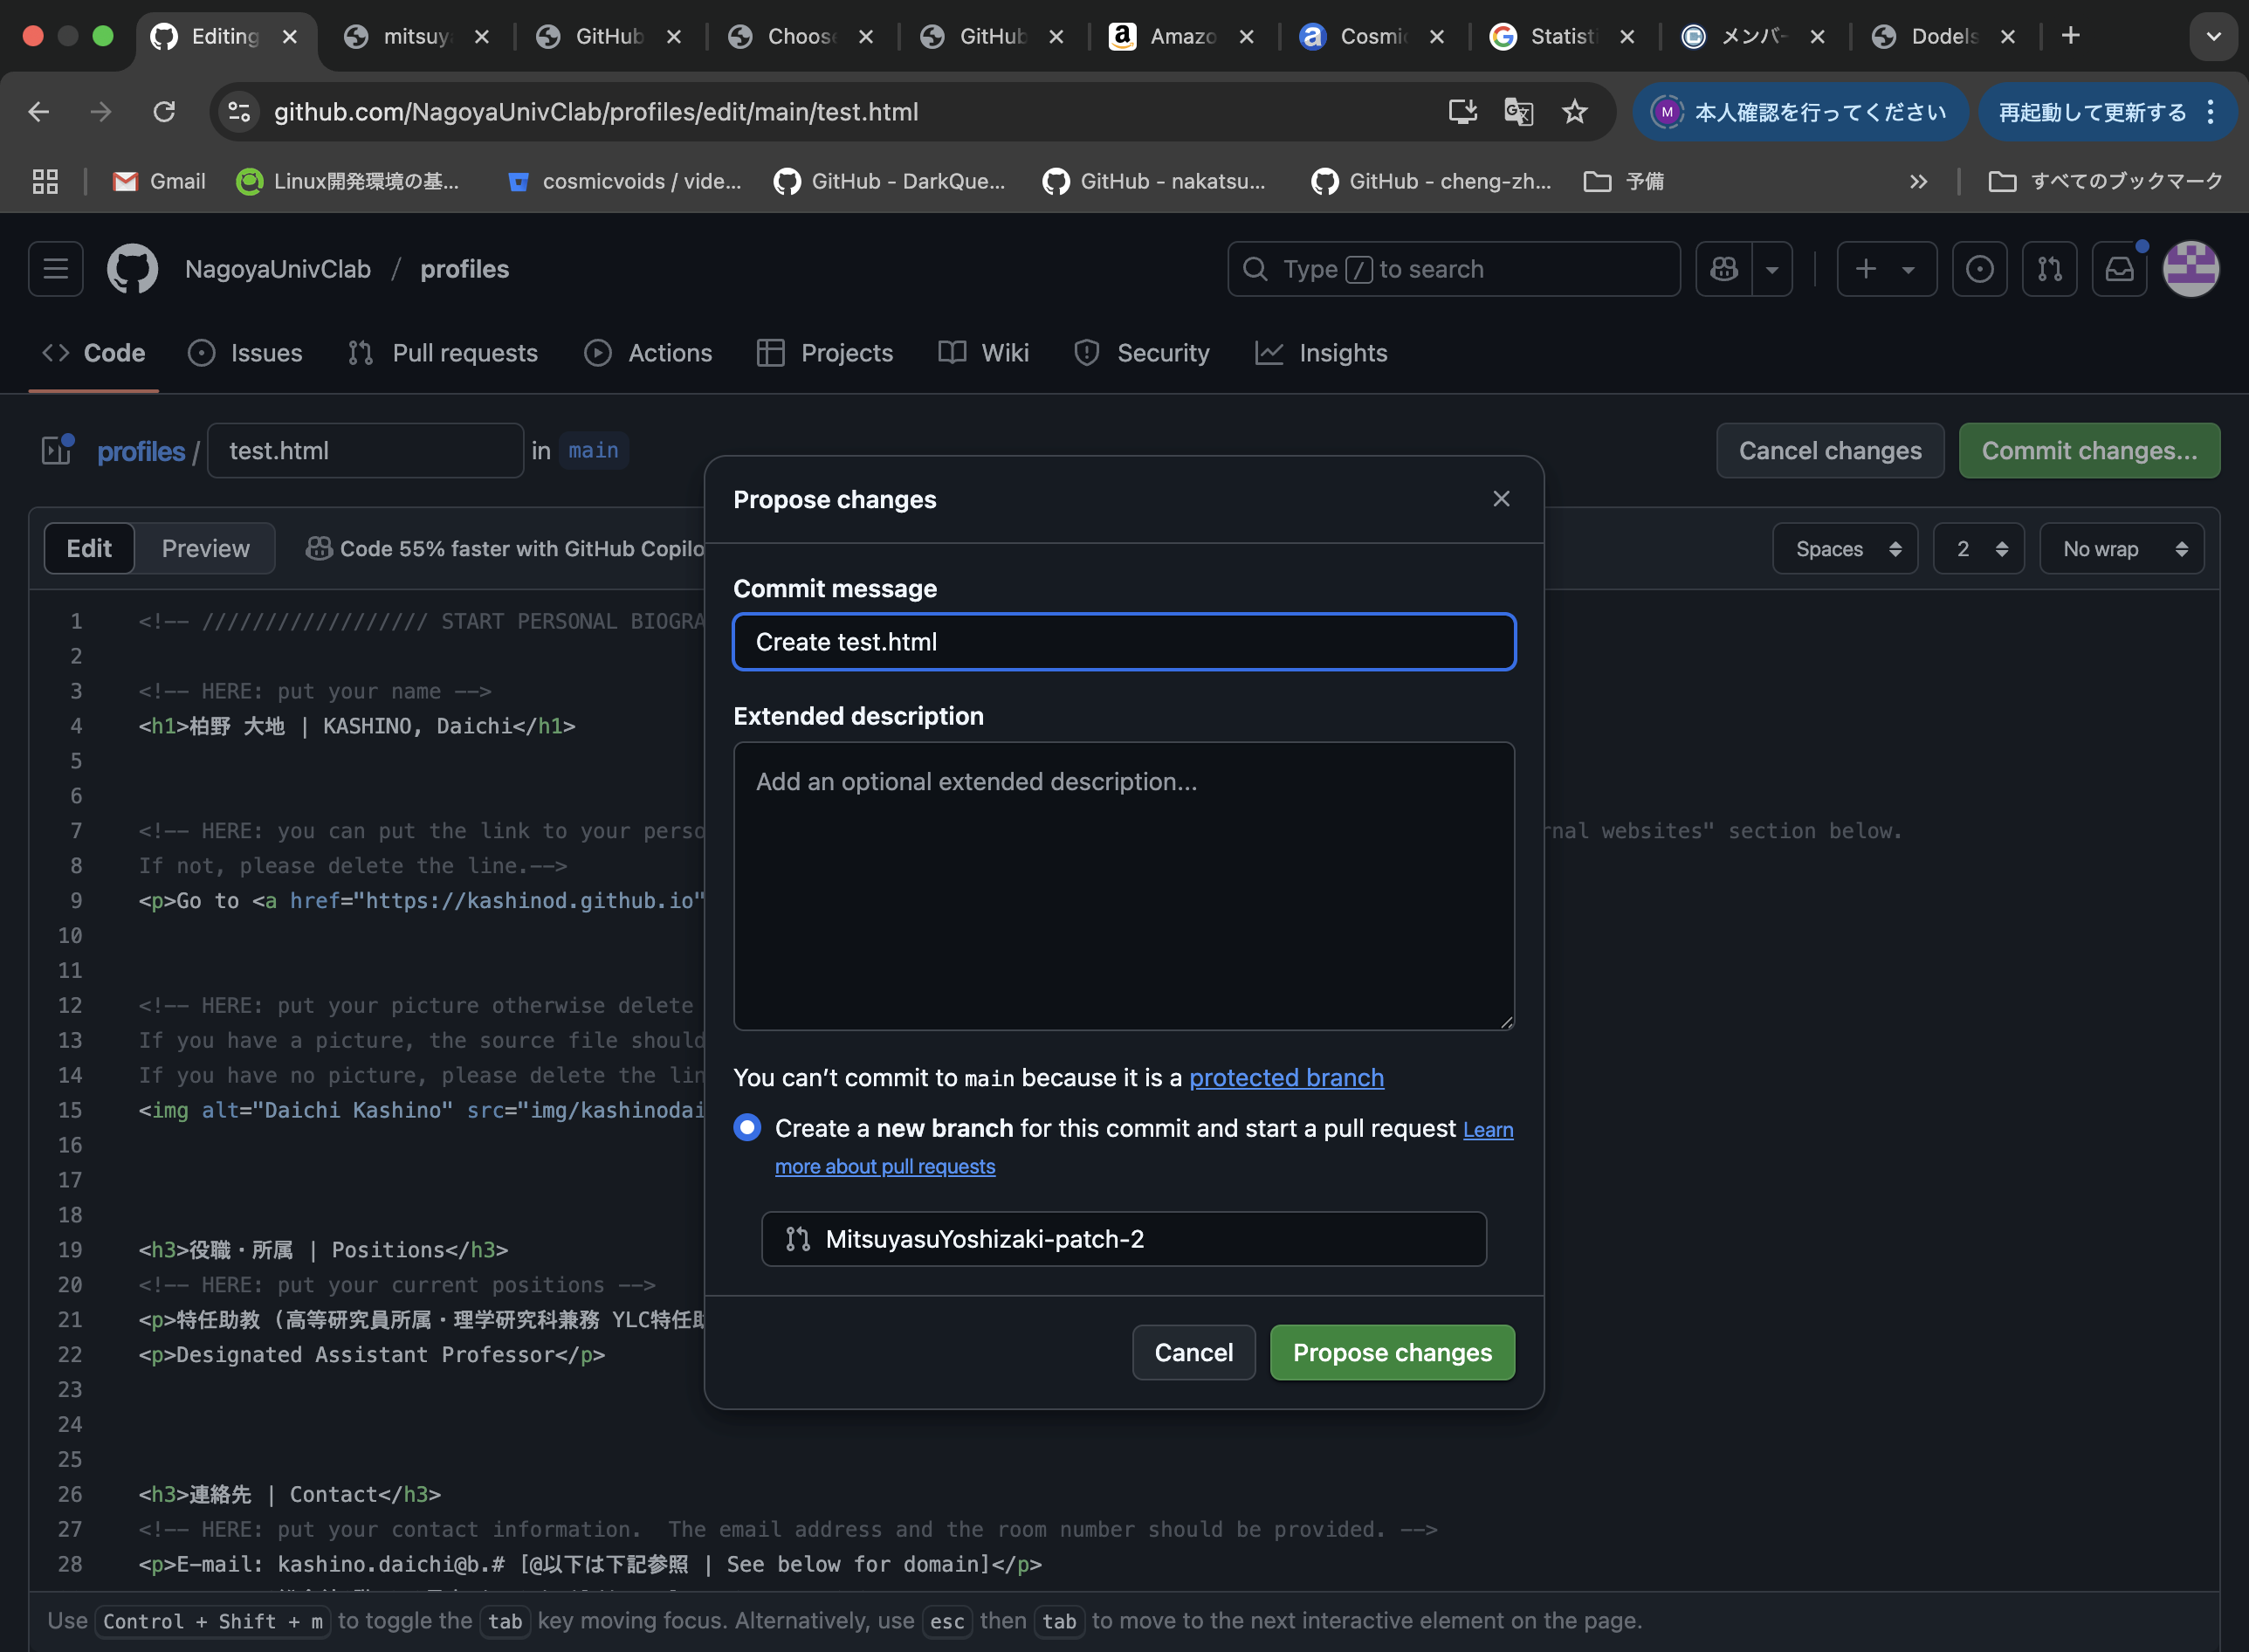 Editing
mitsuy
GitHub
Choose
GitHub
Amazo
Cosmic
Statisti
メンバー
Dodels
github.com/NagoyaUnivClab/profiles/edit/main/test.html
M
本人確認を行ってください
再起動して更新する
Gmail
Linux開発環境の基...
cosmicvoids / vide...
GitHub - DarkQue...
GitHub - nakatsu...
GitHub - cheng-zh...
予備
すべてのブックマーク
NagoyaUnivClab / profiles
Type / to search
Code
Issues
Pull requests
Actions
Projects
Wiki
Security
Insights
profiles / test.html in main
Cancel changes
Commit changes...
Edit
Preview
Code 55% faster with GitHub Copilo
Spaces
2
No wrap
1 <!-- ////////////////// START PERSONAL BIOGRA
2
3 <!-- HERE: put your name -->
4 <h1>柏野 大地 | KASHINO, Daichi</h1>
5
6
7 <!-- HERE: you can put the link to your perso nal websites" section below.
8 If not, please delete the line.-->
9 <p>Go to <a href="https://kashinod.github.io"
10
11
12 <!-- HERE: put your picture otherwise delete
13 If you have a picture, the source file should
14 If you have no picture, please delete the lin
15 <img alt="Daichi Kashino" src="img/kashinodai
16
17
18
19 <h3>役職・所属 | Positions</h3>
20 <!-- HERE: put your current positions -->
21 <p>特任助教 (高等研究員所属・理学研究科兼務 YLC特任助
22 <p>Designated Assistant Professor</p>
23
24
25
26 <h3>連絡先 | Contact</h3>
27 <!-- HERE: put your contact information.  The email address and the room number should be provided. -->
28 <p>E-mail: kashino.daichi@b.# [@以下は下記参照 | See below for domain]</p>
Propose changes
Commit message
Create test.html
Extended description
Add an optional extended description...
You can’t commit to main because it is a protected branch
Create a new branch for this commit and start a pull request Learn
more about pull requests
MitsuyasuYoshizaki-patch-2
Cancel
Propose changes
Use Control + Shift + m to toggle the tab key moving focus. Alternatively, use esc then tab to move to the next interactive element on the page.